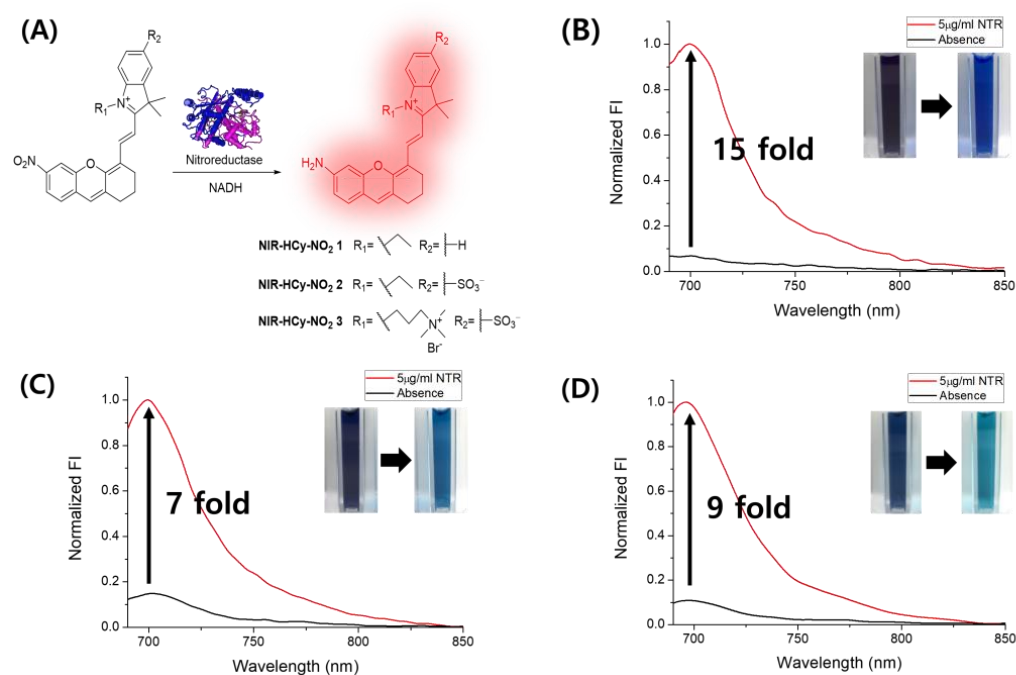 (A)
R2
R1
N+
O2N
O
Nitroreductase
NADH
R2
R1
N+
H2N
O
NIR-HCy-NO2 1 R1= R2= H
NIR-HCy-NO2 2 R1= R2= SO3−
NIR-HCy-NO2 3 R1= N+ R2= SO3−
Br-
(B)
5μg/ml NTR
Absence
Normalized FI
1.0
0.8
0.6
0.4
0.2
0.0
15 fold
700
750
800
850
Wavelength (nm)
(C)
5μg/ml NTR
Absence
Normalized FI
1.0
0.8
0.6
0.4
0.2
0.0
7 fold
700
750
800
850
Wavelength (nm)
(D)
5μg/ml NTR
Absence
Normalized FI
1.0
0.8
0.6
0.4
0.2
0.0
9 fold
700
750
800
850
Wavelength (nm)